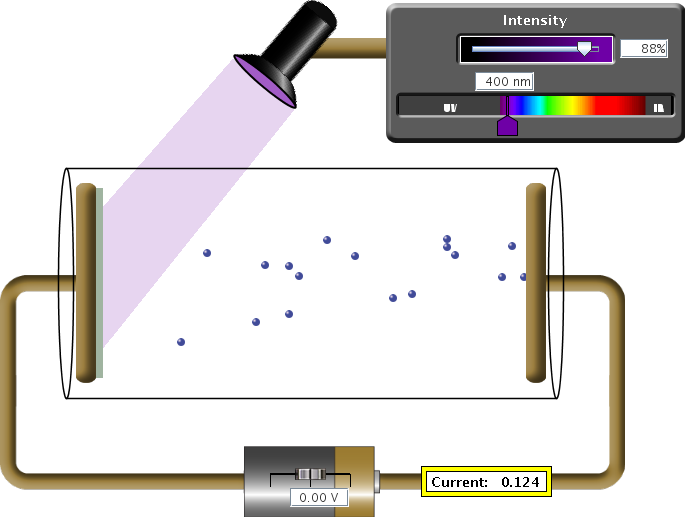 Intensity
88%
400 nm
UV
IR
0.00 V
Current: 0.124